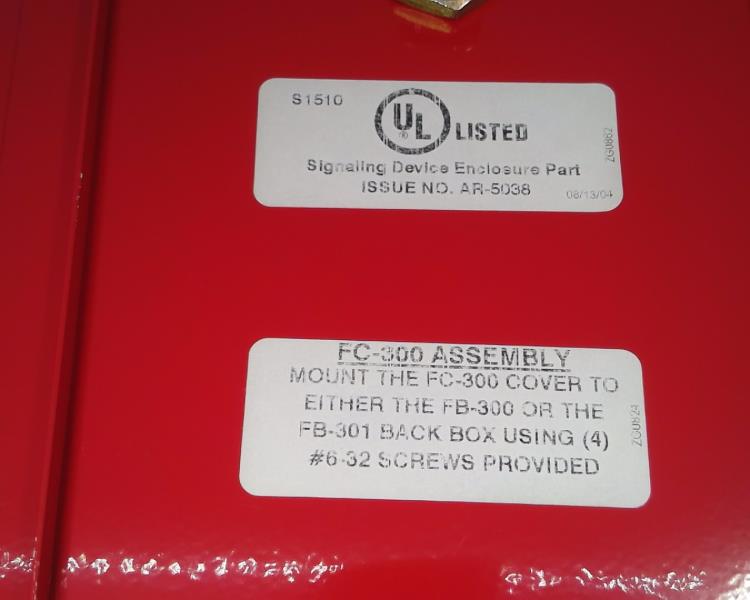 S1510
UL
®
LISTED
Signaling Device Enclosure Part
ISSUE NO. AR-5038
08/13/04
ZG0862
FC-300 ASSEMBLY
MOUNT THE FC-300 COVER TO
EITHER THE FB-300 OR THE
FB-301 BACK BOX USING (4)
#6-32 SCREWS PROVIDED
ZG0824